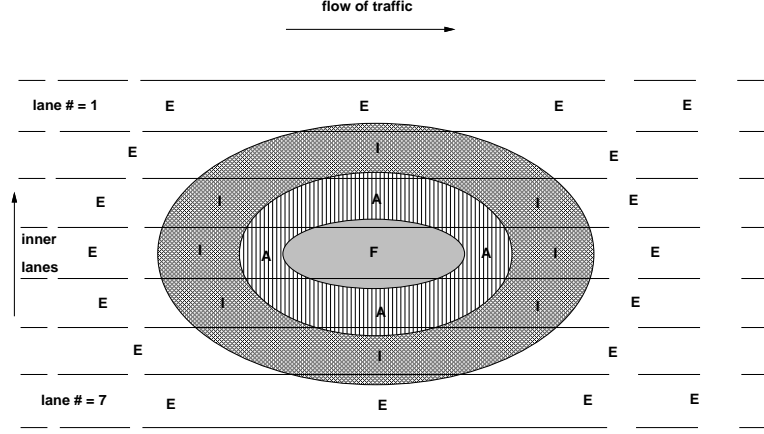 flow of traffic
lane # = 1 E E E E
E I E
E I A I E
inner
E I A F A I E
lanes
E I A I E
E I E
lane # = 7 E E E E